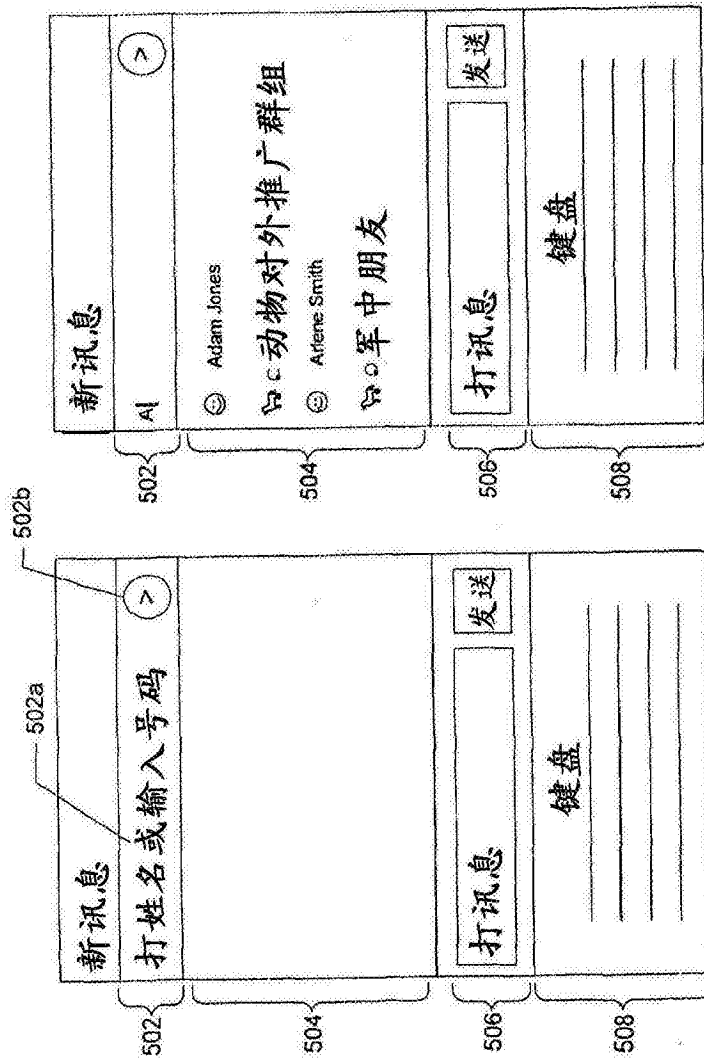 502a
502b
新讯息
打姓名或输入号码
>
打讯息
发送
键盘
502
504
506
508
新讯息
A|
>
Adam Jones
动物对外推广群组
Arlene Smith
军中朋友
打讯息
发送
键盘
502
504
506
508